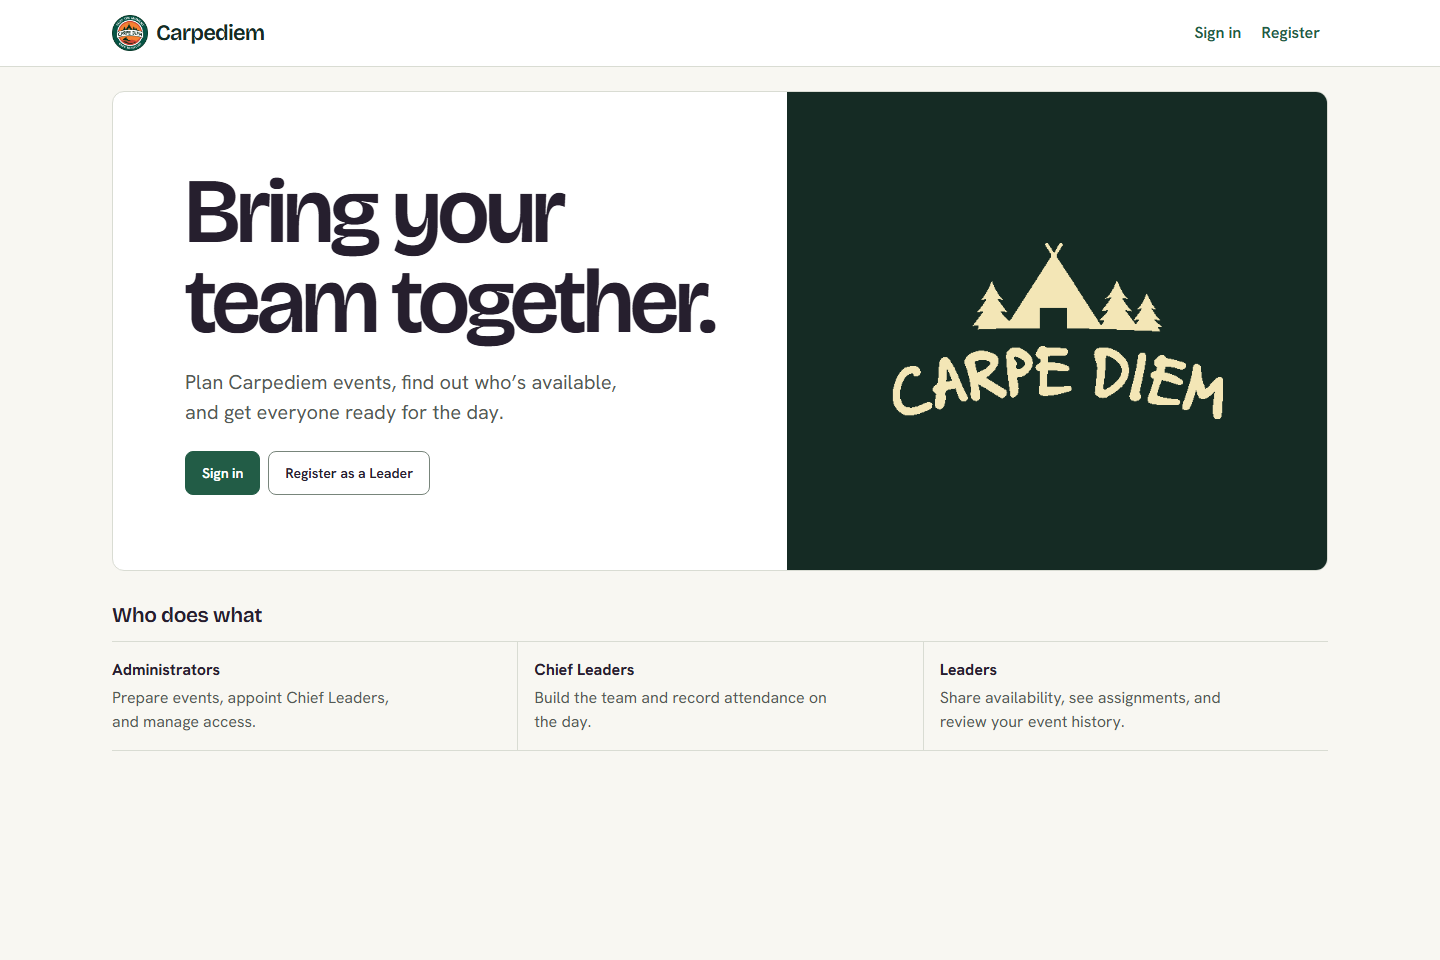 CARPE DIEM
Carpediem
Sign in
Register
Bring your
team together.
Plan Carpediem events, find out who’s available,
and get everyone ready for the day.
Sign in
Register as a Leader
CARPE DIEM
Who does what
Administrators
Prepare events, appoint Chief Leaders,
and manage access.
Chief Leaders
Build the team and record attendance on
the day.
Leaders
Share availability, see assignments, and
review your event history.